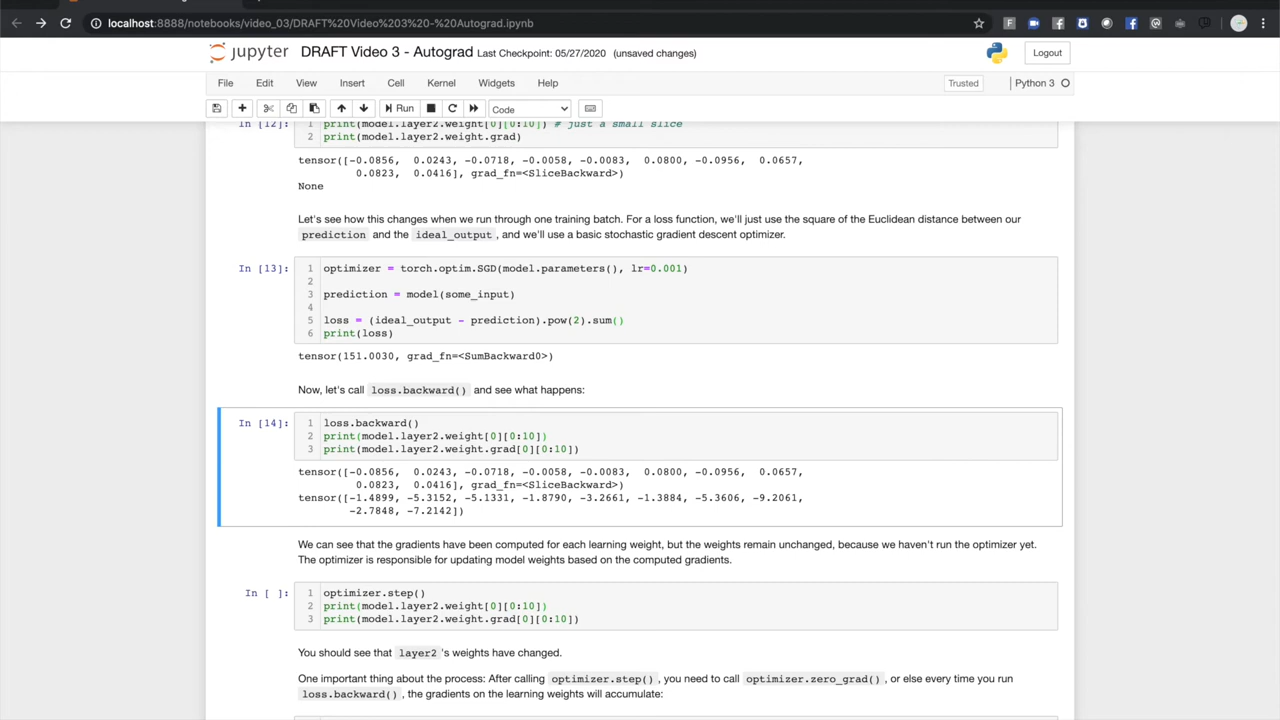 localhost:8888/notebooks/video_03/DRAFT%20Video%203%20-%20Autograd.ipynb
jupyter DRAFT Video 3 - Autograd Last Checkpoint: 05/27/2020 (unsaved changes) Logout
File Edit View Insert Cell Kernel Widgets Help Trusted Python 3
Run Code
In [12]: 1 print(model.layer2.weight[0][0:10]) # just a small slice
2 print(model.layer2.weight.grad)
tensor([-0.0856, 0.0243, -0.0718, -0.0058, -0.0083, 0.0800, -0.0956, 0.0657,
0.0823, 0.0416], grad_fn=<SliceBackward>)
None
Let's see how this changes when we run through one training batch. For a loss function, we'll just use the square of the Euclidean distance between our
prediction and the ideal_output, and we'll use a basic stochastic gradient descent optimizer.
In [13]: 1 optimizer = torch.optim.SGD(model.parameters(), lr=0.001)
2
3 prediction = model(some_input)
4
5 loss = (ideal_output - prediction).pow(2).sum()
6 print(loss)
tensor(151.0030, grad_fn=<SumBackward0>)
Now, let's call loss.backward() and see what happens:
In [14]: 1 loss.backward()
2 print(model.layer2.weight[0][0:10])
3 print(model.layer2.weight.grad[0][0:10])
tensor([-0.0856, 0.0243, -0.0718, -0.0058, -0.0083, 0.0800, -0.0956, 0.0657,
0.0823, 0.0416], grad_fn=<SliceBackward>)
tensor([-1.4899, -5.3152, -5.1331, -1.8790, -3.2661, -1.3884, -5.3606, -9.2061,
-2.7848, -7.2142])
We can see that the gradients have been computed for each learning weight, but the weights remain unchanged, because we haven't run the optimizer yet.
The optimizer is responsible for updating model weights based on the computed gradients.
In [ ]: 1 optimizer.step()
2 print(model.layer2.weight[0][0:10])
3 print(model.layer2.weight.grad[0][0:10])
You should see that layer2 's weights have changed.
One important thing about the process: After calling optimizer.step() , you need to call optimizer.zero_grad() , or else every time you run
loss.backward() , the gradients on the learning weights will accumulate: